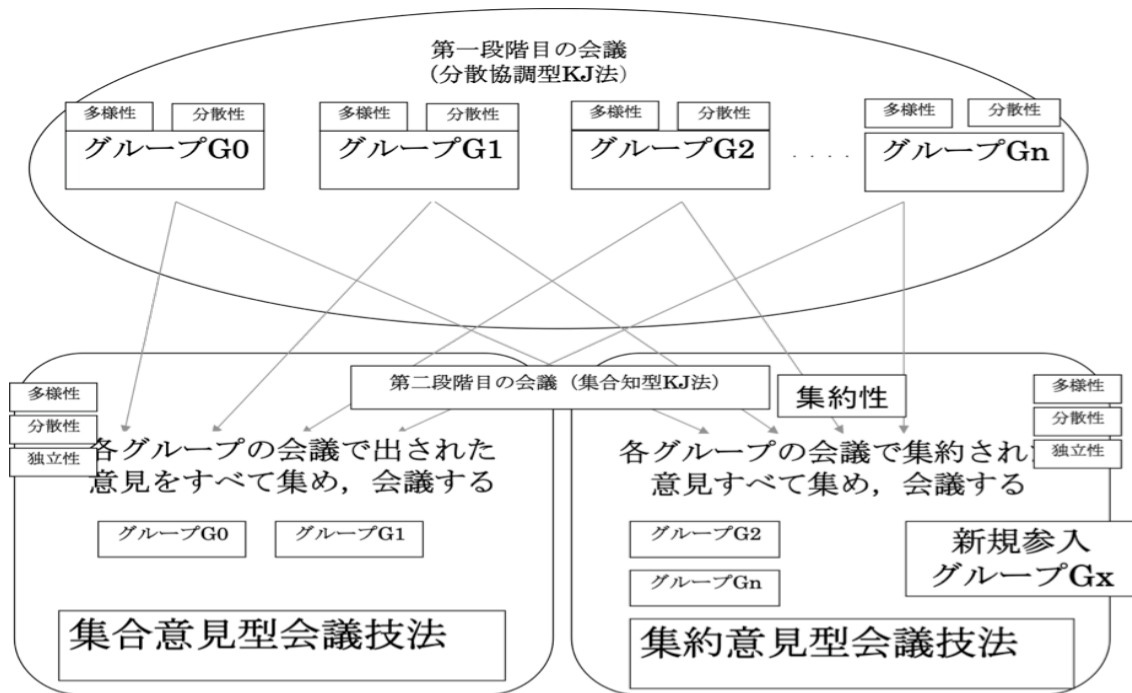 第一段階目の会議
（分散協調型KJ法）
多様性
分散性
グループG0
多様性
分散性
グループG1
多様性
分散性
グループG2
. . . .
多様性
分散性
グループGn
第二段階目の会議（集合知型KJ法）
集約性
多様性
分散性
独立性
各グループの会議で出された
意見をすべて集め，会議する
グループG0
グループG1
集合意見型会議技法
多様性
分散性
独立性
各グループの会議で集約され
意見すべて集め，会議する
グループG2
グループGn
新規参入
グループGx
集約意見型会議技法